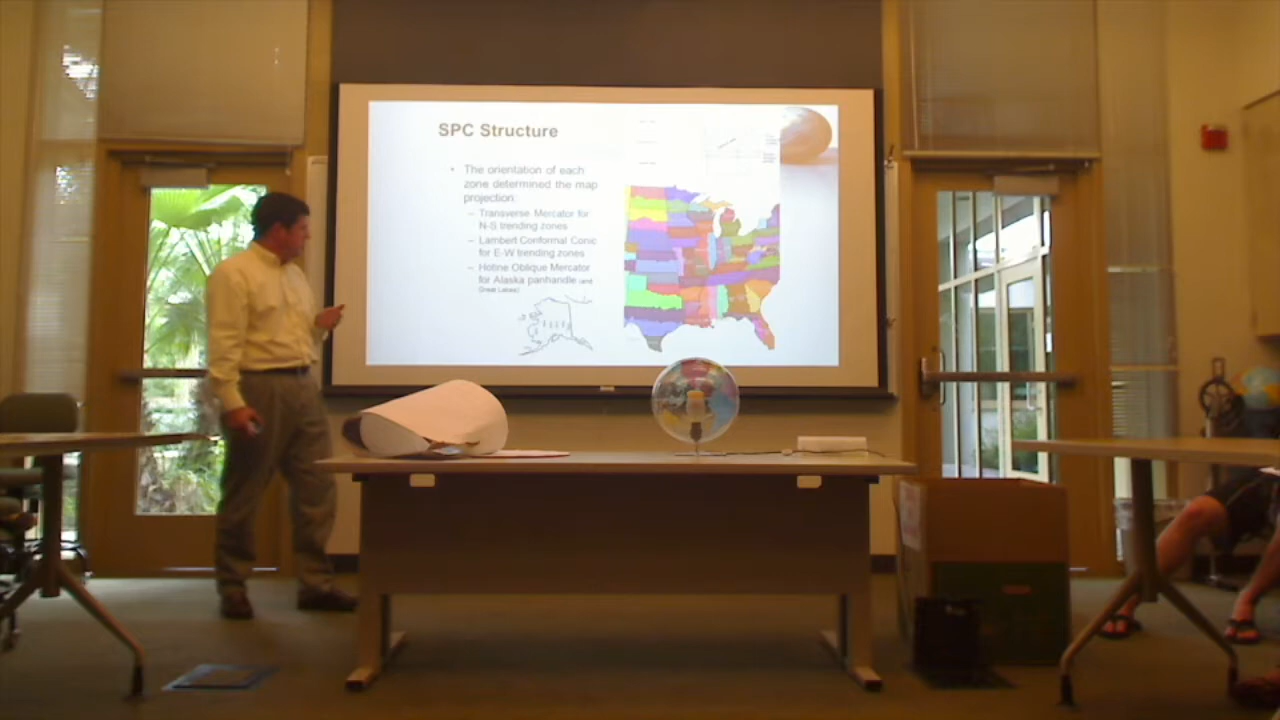 SPC Structure
• The orientation of each
zone determined the map
projection:
– Transverse Mercator for
N-S trending zones
– Lambert Conformal Conic
for E-W trending zones
– Hotine Oblique Mercator
for Alaska panhandle (and
Great Lakes)